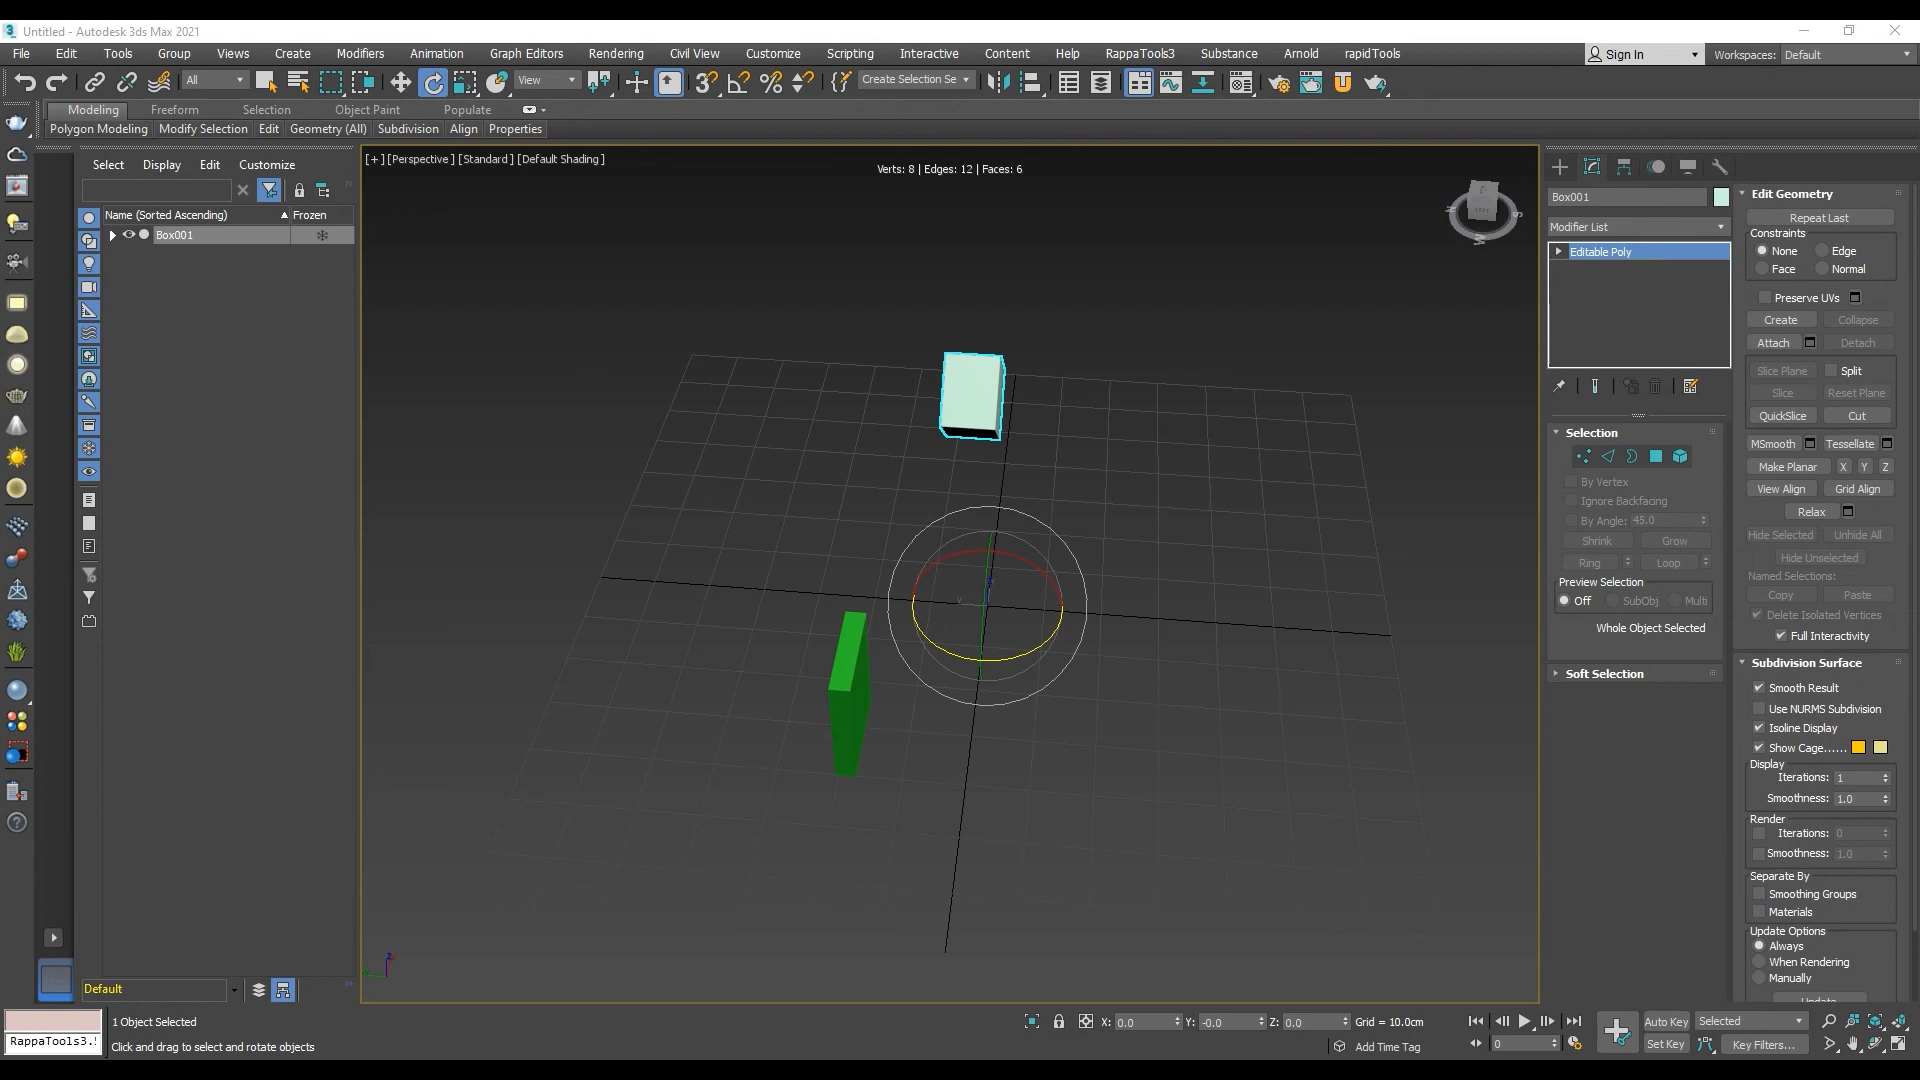 Untitled - Autodesk 3ds Max 2021
File Edit Tools Group Views Create Modifiers Animation Graph Editors Rendering Civil View Customize Scripting Interactive Content Help RappaTools3 Substance Arnold rapidTools
Sign In Workspaces: Default
All View Create Selection Se
Modeling Freeform Selection Object Paint Populate
Polygon Modeling Modify Selection Edit Geometry (All) Subdivision Align Properties
Select Display Edit Customize
Name (Sorted Ascending) Frozen
Box001
Default
[+] [Perspective ] [Standard ] [Default Shading ]
Verts: 8 | Edges: 12 | Faces: 6
Box001
Modifier List
Editable Poly
Selection
By Vertex
Ignore Backfacing
By Angle: 45.0
Shrink Grow
Ring Loop
Preview Selection
Off SubObj Multi
Whole Object Selected
Soft Selection
Edit Geometry
Repeat Last
Constraints
None Edge
Face Normal
Preserve UVs
Create Collapse
Attach Detach
Slice Plane Split
Slice Reset Plane
QuickSlice Cut
MSmooth Tessellate
Make Planar X Y Z
View Align Grid Align
Relax
Hide Selected Unhide All
Hide Unselected
Named Selections:
Copy Paste
Delete Isolated Vertices
Full Interactivity
Subdivision Surface
Smooth Result
Use NURMS Subdivision
Isoline Display
Show Cage......
Display
Iterations: 1
Smoothness: 1.0
Render
Iterations: 0
Smoothness: 1.0
Separate By
Smoothing Groups
Materials
Update Options
Always
When Rendering
Manually
Update
1 Object Selected
X: 0.0 Y: -0.0 Z: 0.0 Grid = 10.0cm
Auto Key Selected
RappaTools3.
Click and drag to select and rotate objects
Add Time Tag
0
Set Key Key Filters...